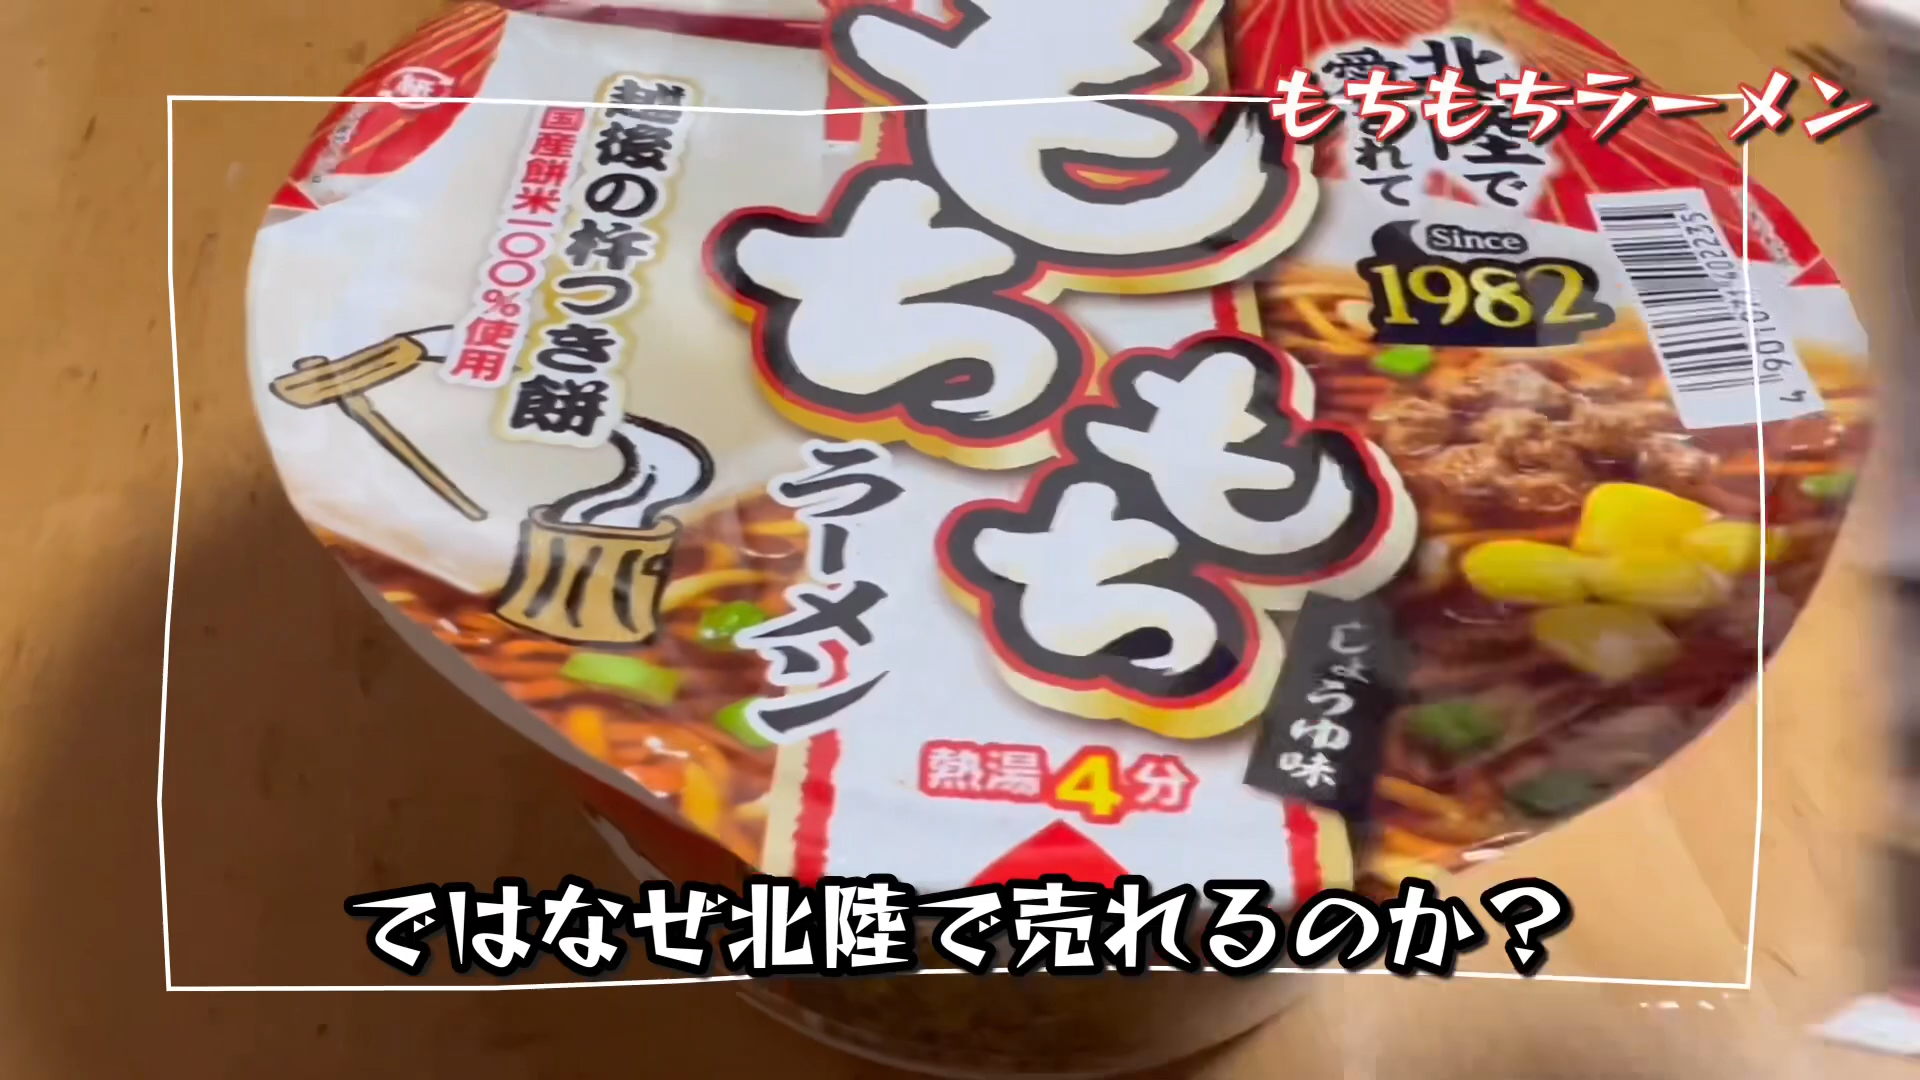 もちもちラーメン
北陸で
愛されて
Since
1982
越後の杵つき餅
国産餅米一〇〇%使用
もち
もち
ラーメン
しょうゆ味
熱湯4分
ではなぜ北陸で売れるのか？